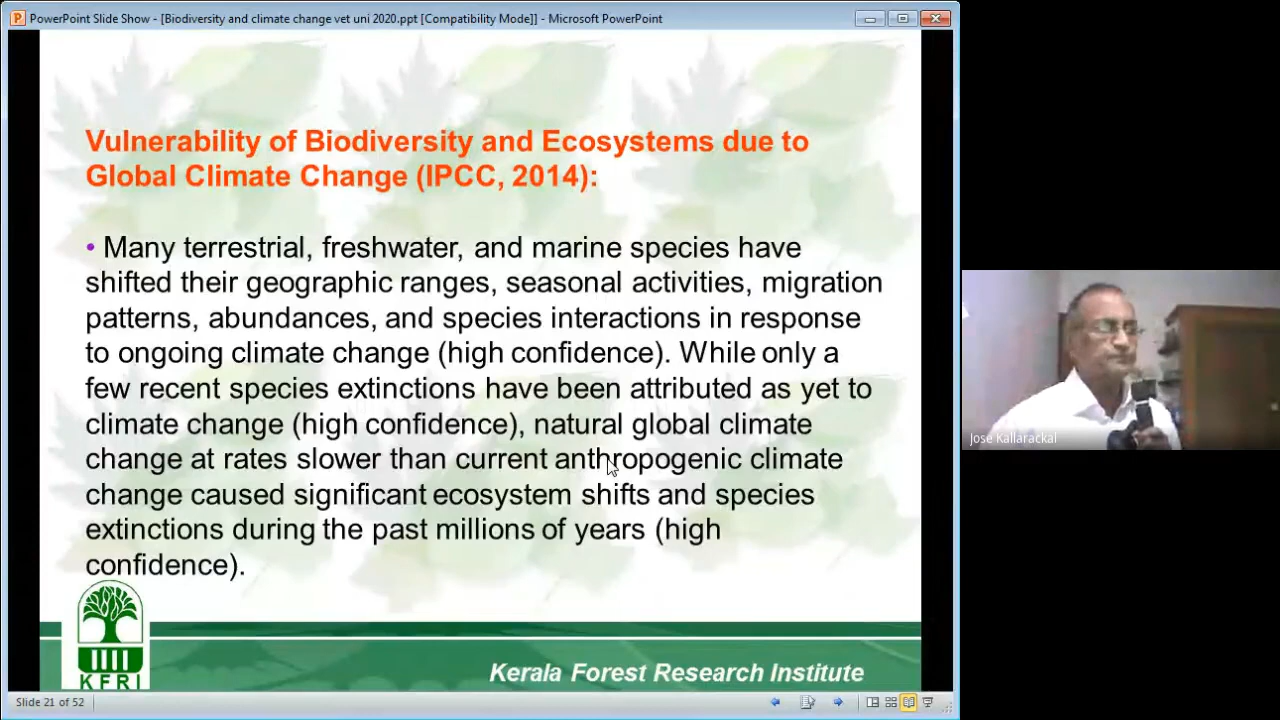 PowerPoint Slide Show - [Biodiversity and climate change vet uni 2020.ppt [Compatibility Mode]] - Microsoft PowerPoint
Vulnerability of Biodiversity and Ecosystems due to
Global Climate Change (IPCC, 2014):
• Many terrestrial, freshwater, and marine species have
shifted their geographic ranges, seasonal activities, migration
patterns, abundances, and species interactions in response
to ongoing climate change (high confidence). While only a
few recent species extinctions have been attributed as yet to
climate change (high confidence), natural global climate
change at rates slower than current anthropogenic climate
change caused significant ecosystem shifts and species
extinctions during the past millions of years (high
confidence).
KFRI
Kerala Forest Research Institute
Slide 21 of 52
Jose Kallarackal